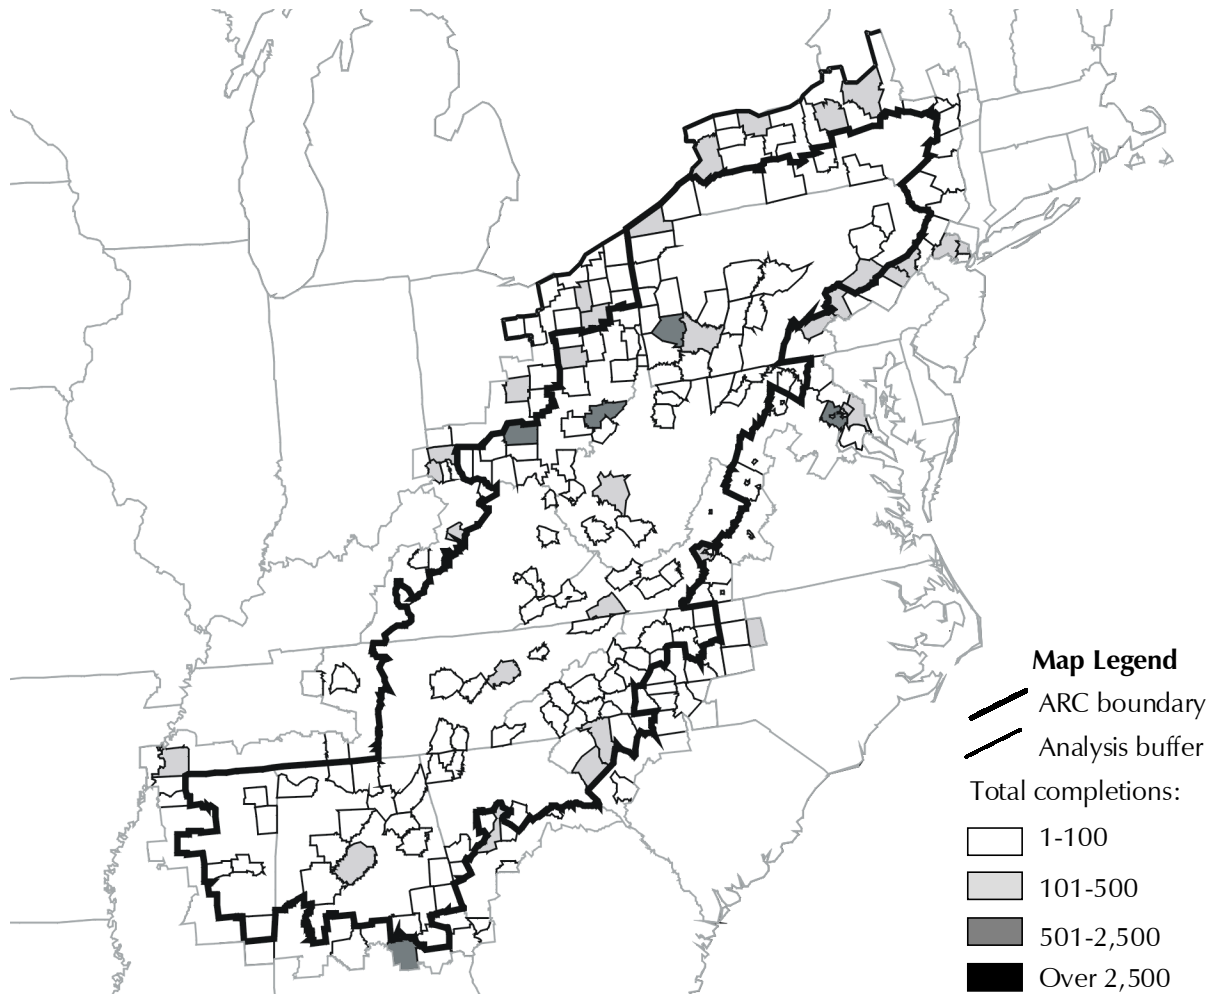 Map Legend
ARC boundary
Analysis buffer
Total completions:
1-100
101-500
501-2,500
Over 2,500